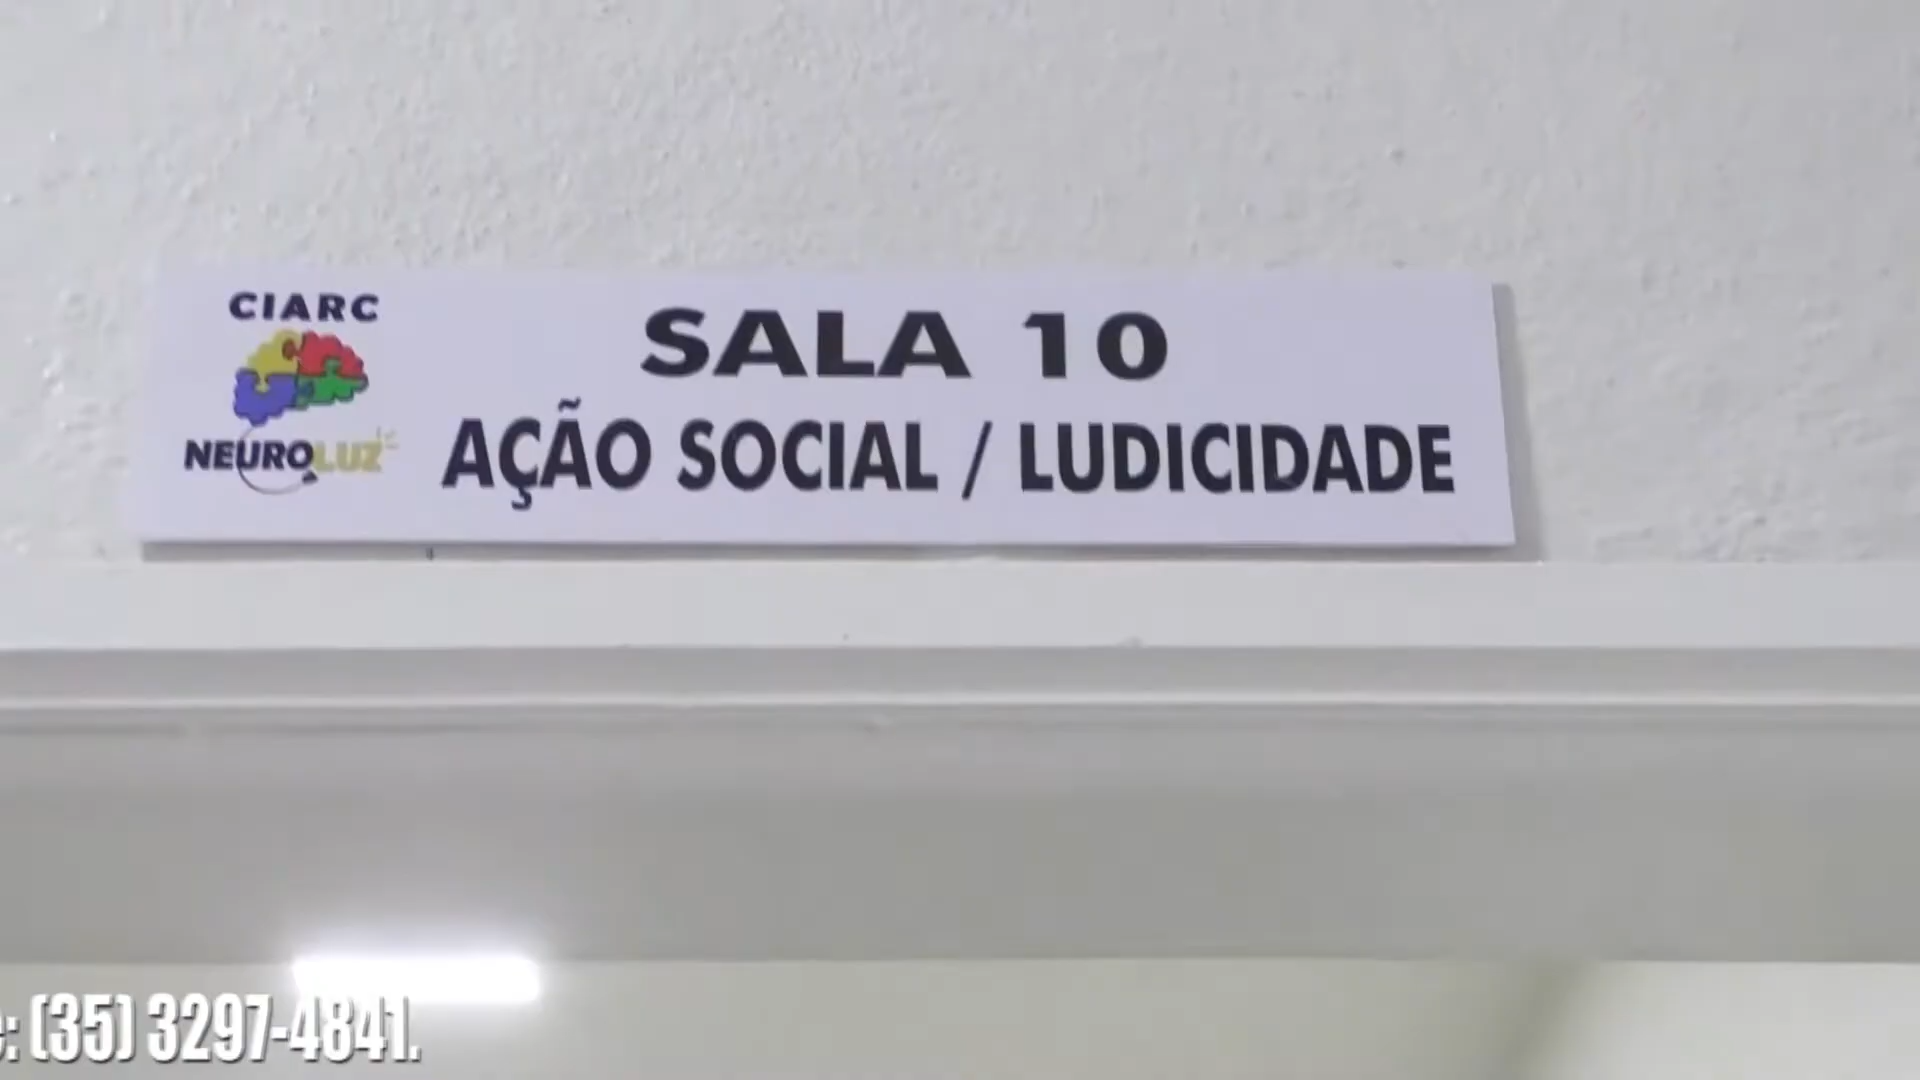 CIARC
NEUROLUZ
SALA 10
AÇÃO SOCIAL / LUDICIDADE
e: (35) 3297-4841.